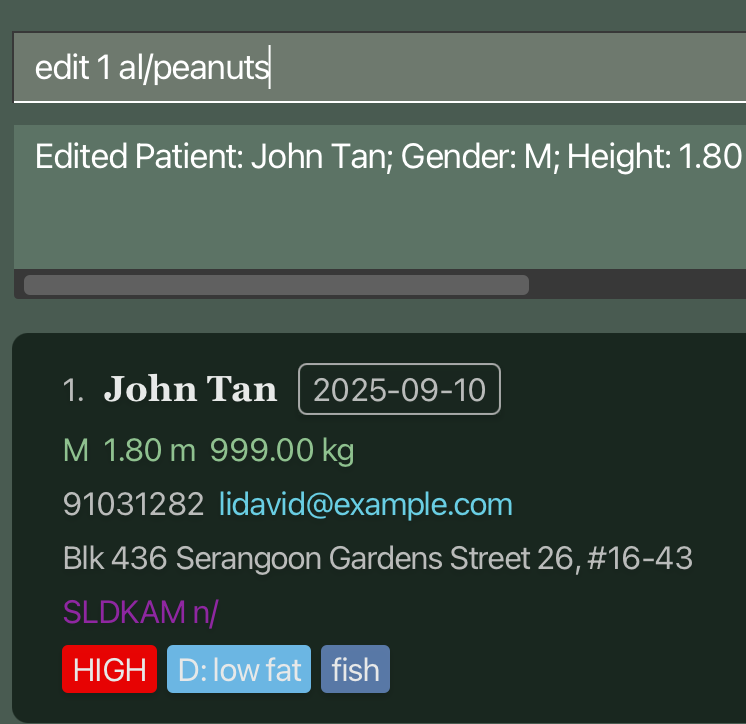 edit 1 al/peanuts
Edited Patient: John Tan; Gender: M; Height: 1.80
1. John Tan 2025-09-10
M 1.80 m 999.00 kg
91031282 lidavid@example.com
Blk 436 Serangoon Gardens Street 26, #16-43
SLDKAM n/
HIGH D: low fat fish